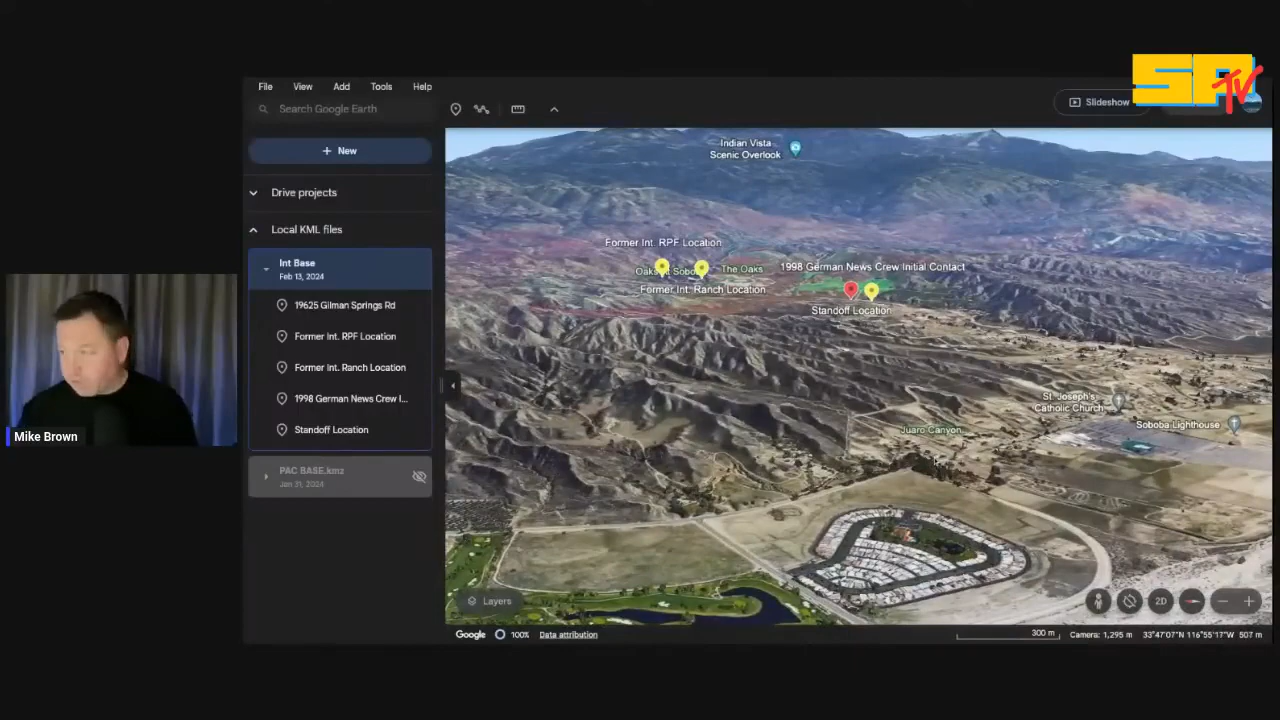 SP TV
File View Add Tools Help
Search Google Earth
Slideshow
+ New
Drive projects
Local KML files
Int Base
Feb 13, 2024
19625 Gilman Springs Rd
Former Int. RPF Location
Former Int. Ranch Location
1998 German News Crew I...
Standoff Location
PAC BASE.kmz
Jan 31, 2024
Indian Vista
Scenic Overlook
Former Int. RPF Location
Oaks
Sobo
The Oaks
1998 German News Crew Initial Contact
Former Int. Ranch Location
Standoff Location
St. Joseph's
Catholic Church
Soboba Lighthouse
Juaro Canyon
Mike Brown
Layers
2D
Google 100% Data attribution
300 m Camera: 1,295 m 33°47'07"N 116°55'17"W 507 m